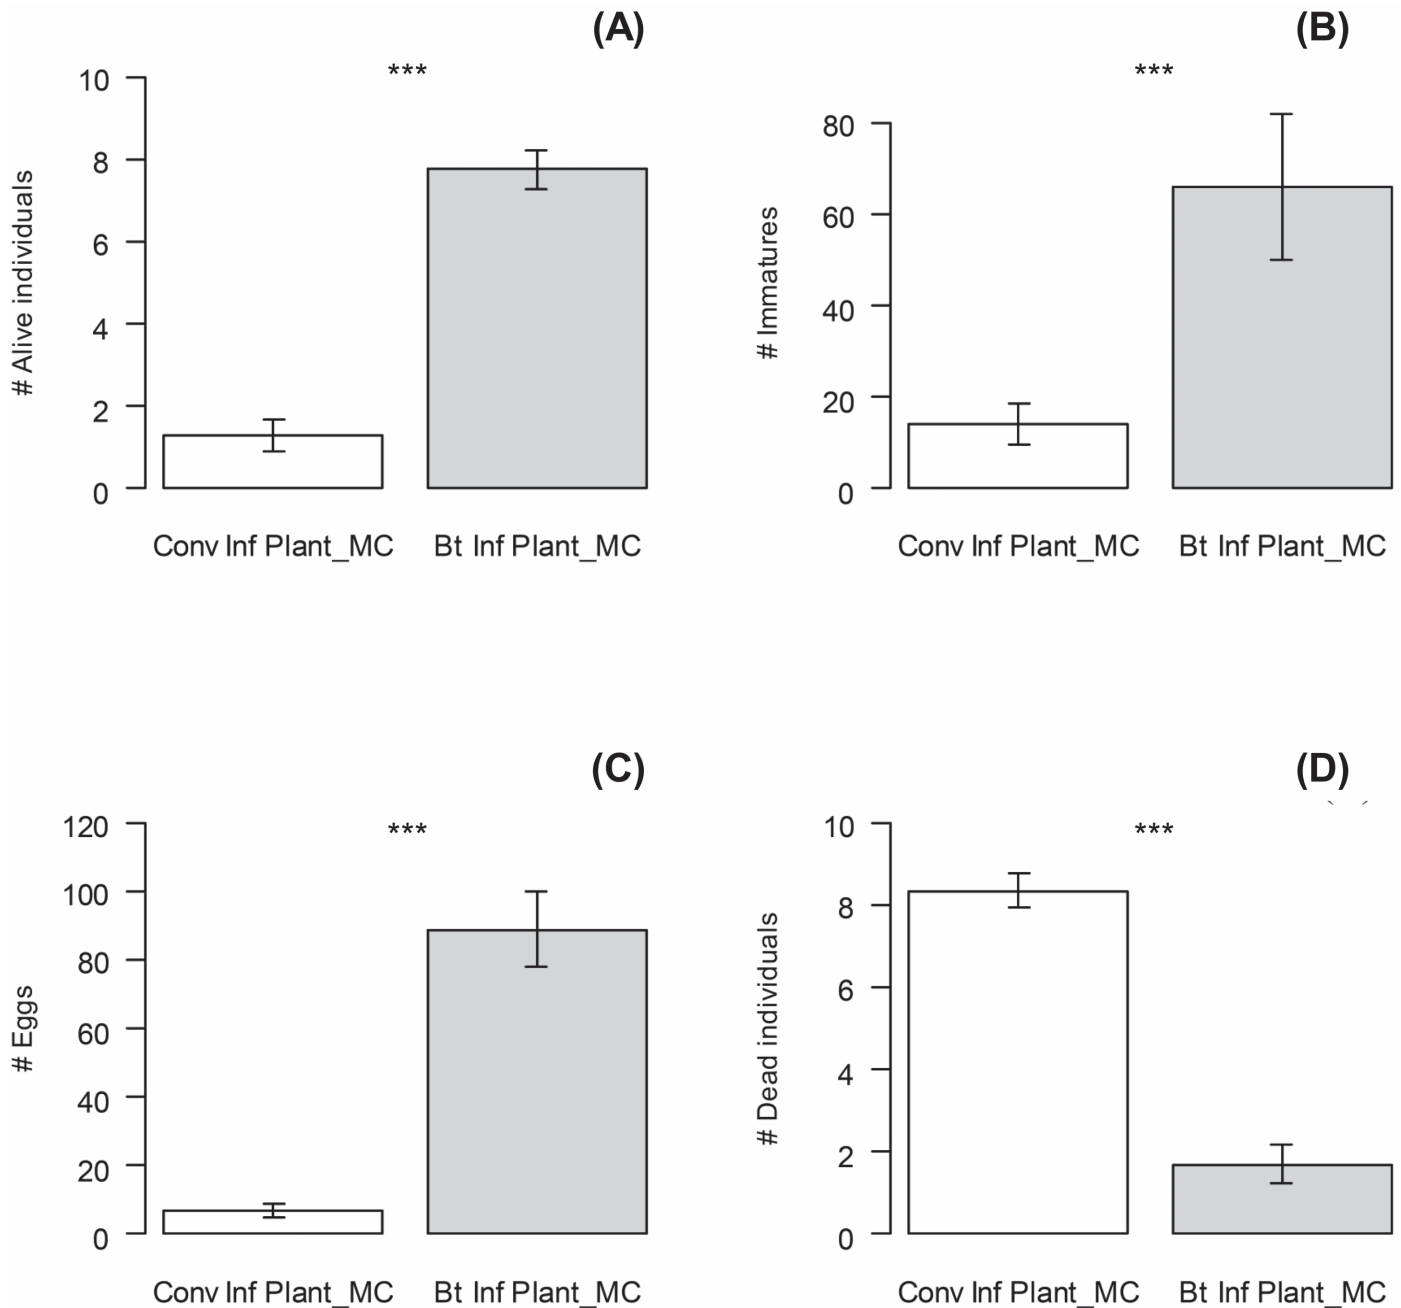 (A)
***
# Alive individuals
10
8
6
4
2
0
Conv Inf Plant_MC
Bt Inf Plant_MC
(B)
***
# Immatures
80
60
40
20
0
Conv Inf Plant_MC
Bt Inf Plant_MC
(C)
***
# Eggs
120
100
80
60
40
20
0
Conv Inf Plant_MC
Bt Inf Plant_MC
(D)
***
# Dead individuals
10
8
6
4
2
0
Conv Inf Plant_MC
Bt Inf Plant_MC